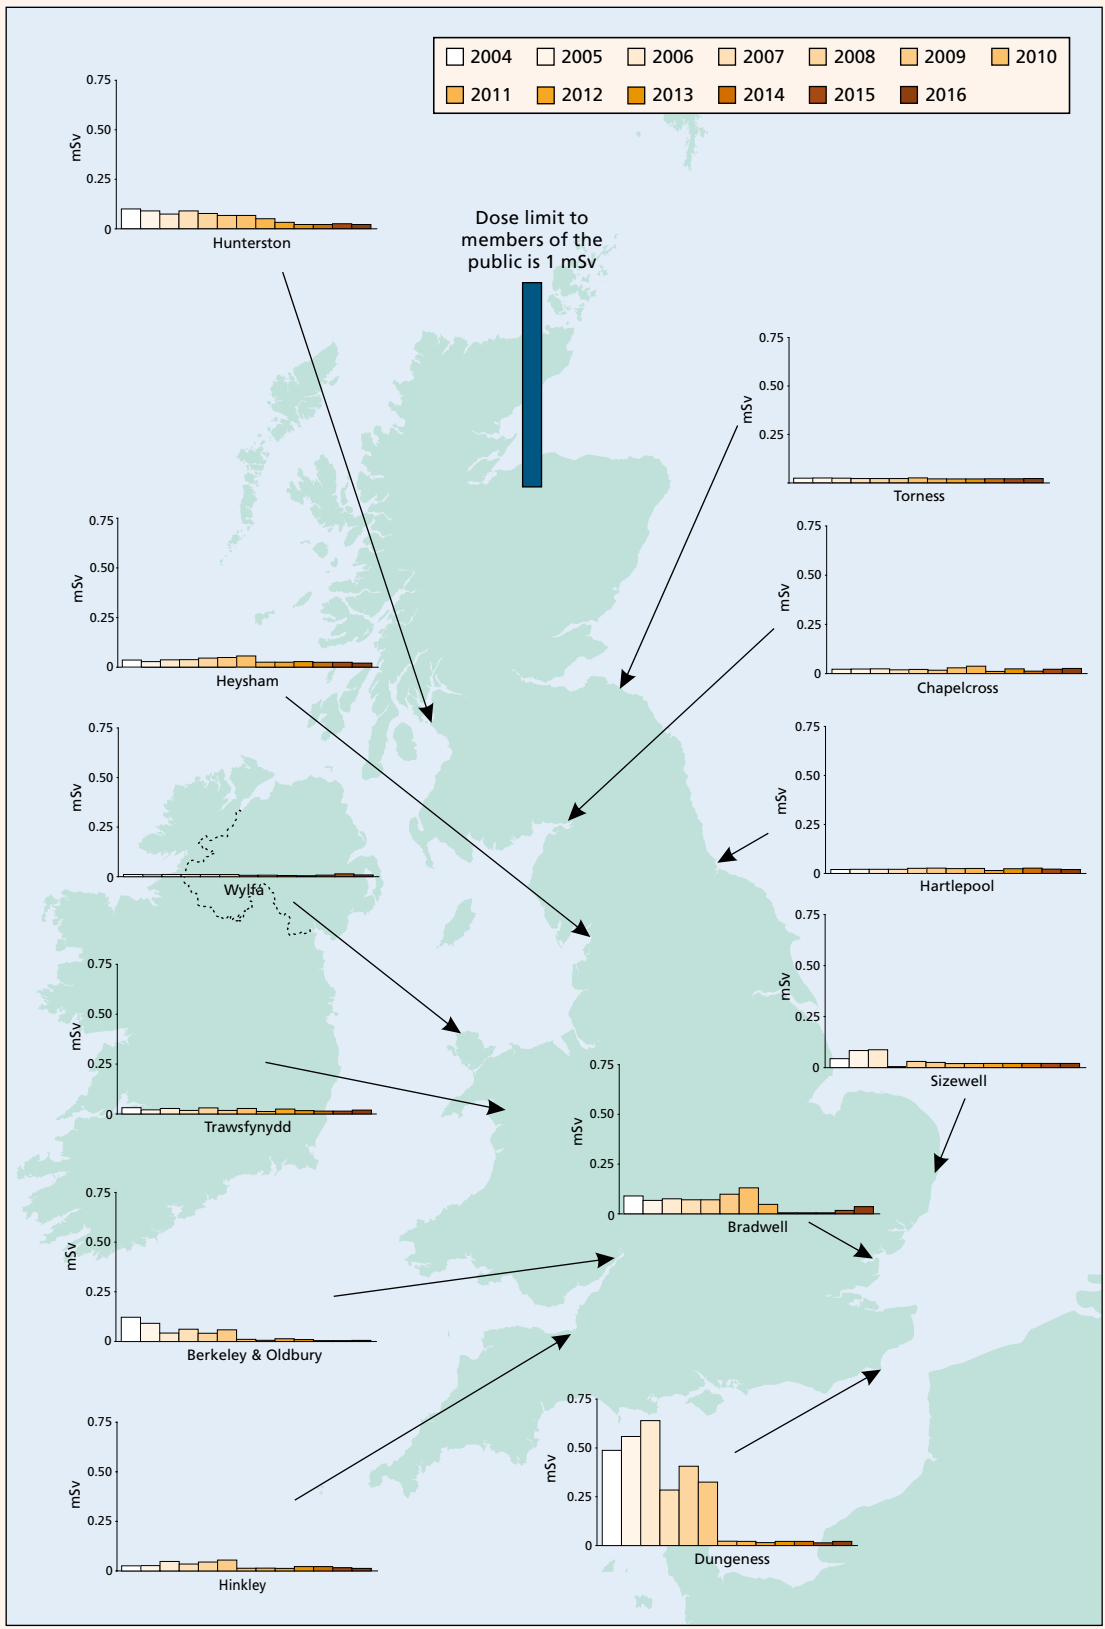 2004 2005 2006 2007 2008 2009 2010
2011 2012 2013 2014 2015 2016
0.75
0.50
0.25
0
mSv
Hunterston
Dose limit to
members of the
public is 1 mSv
0.75
0.50
0.25
mSv
Torness
0.75
0.50
0.25
0
mSv
Heysham
0.75
0.50
0.25
0
mSv
Chapelcross
0.75
0.50
0.25
0
mSv
Wylfa
0.75
0.50
0.25
0
mSv
Hartlepool
0.75
0.50
0.25
0
mSv
Sizewell
0.75
0.50
0.25
0
mSv
Trawsfynydd
0.75
0.50
0.25
0
mSv
Bradwell
0.75
0.50
0.25
0
mSv
Berkeley & Oldbury
0.75
0.50
0.25
0
mSv
Dungeness
0.75
0.50
0.25
0
mSv
Hinkley